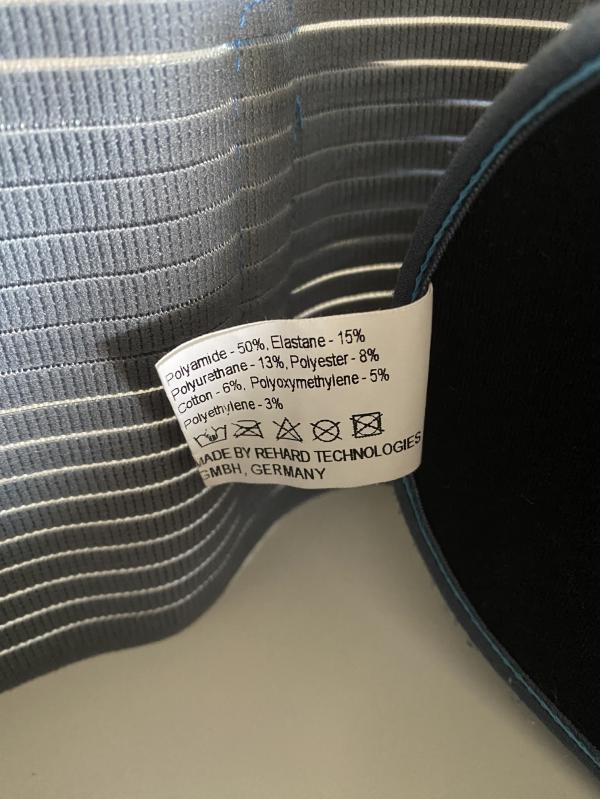 Polyamide - 50%, Elastane - 15%
Polyurethane - 13%, Polyester - 8%
Cotton - 6%, Polyoxymethylene - 5%
Polyethylene - 3%
MADE BY REHARD TECHNOLOGIES
GMBH, GERMANY